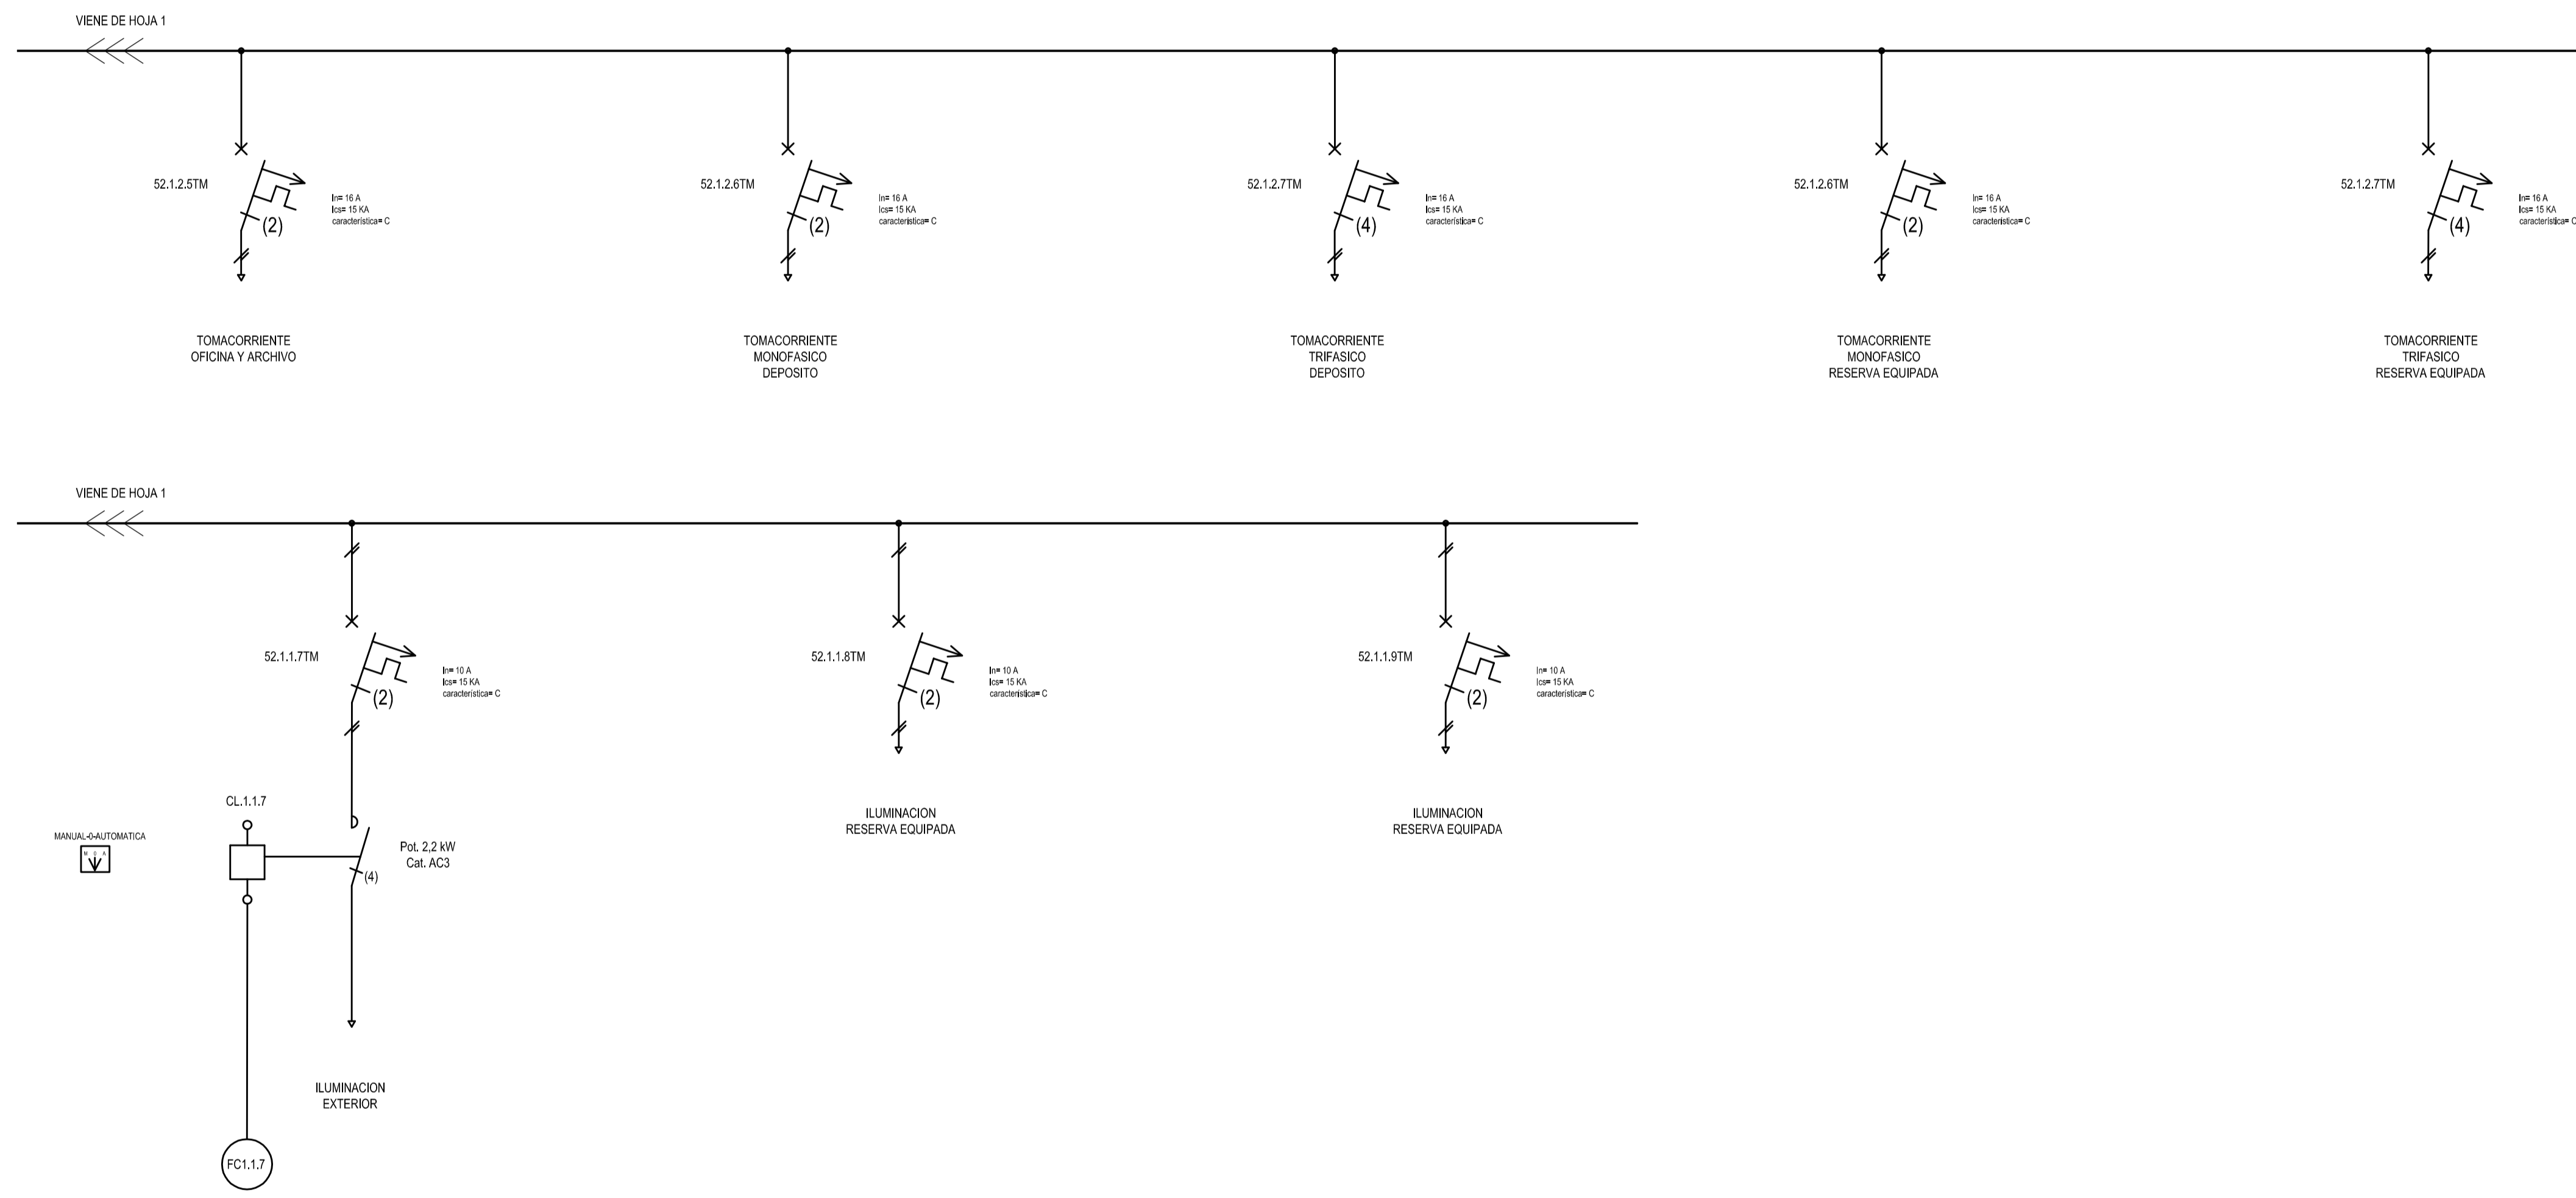 VIENE DE HOJA 1
52.1.2.5TM
In= 16 A
Ics= 15 KA
característica= C
(2)
TOMACORRIENTE
OFICINA Y ARCHIVO
52.1.2.6TM
In= 16 A
Ics= 15 KA
característica= C
(2)
TOMACORRIENTE
MONOFASICO
DEPOSITO
52.1.2.7TM
In= 16 A
Ics= 15 KA
característica= C
(4)
TOMACORRIENTE
TRIFASICO
DEPOSITO
52.1.2.6TM
In= 16 A
Ics= 15 KA
característica= C
(2)
TOMACORRIENTE
MONOFASICO
RESERVA EQUIPADA
52.1.2.7TM
In= 16 A
Ics= 15 KA
característica= C
(4)
TOMACORRIENTE
TRIFASICO
RESERVA EQUIPADA
VIENE DE HOJA 1
52.1.1.7TM
In= 10 A
Ics= 15 KA
característica= C
(2)
CL.1.1.7
MANUAL-0-AUTOMATICA
M 0 A
Pot. 2,2 kW
Cat. AC3
(4)
ILUMINACION
EXTERIOR
FC1.1.7
52.1.1.8TM
In= 10 A
Ics= 15 KA
característica= C
(2)
ILUMINACION
RESERVA EQUIPADA
52.1.1.9TM
In= 10 A
Ics= 15 KA
característica= C
(2)
ILUMINACION
RESERVA EQUIPADA